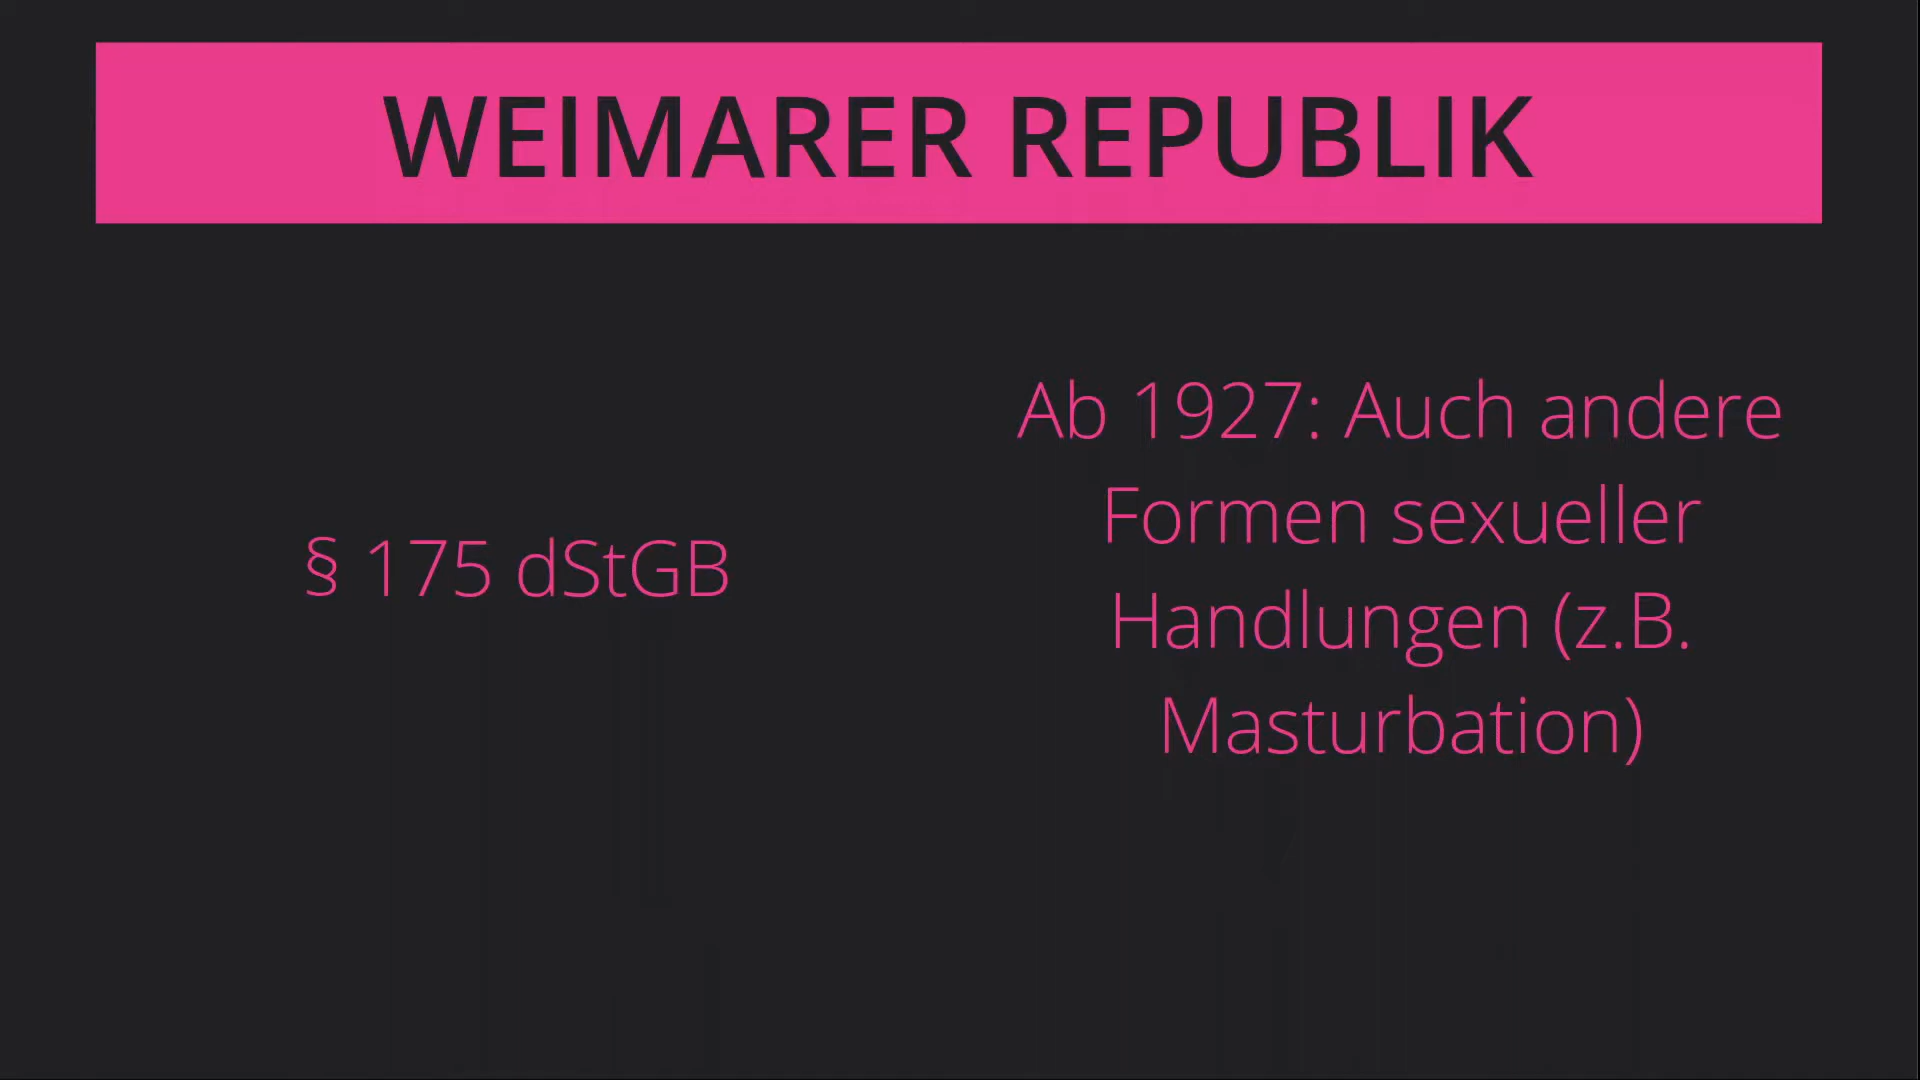 WEIMARER REPUBLIK
§ 175 dStGB
Ab 1927: Auch andere
Formen sexueller
Handlungen (z.B.
Masturbation)